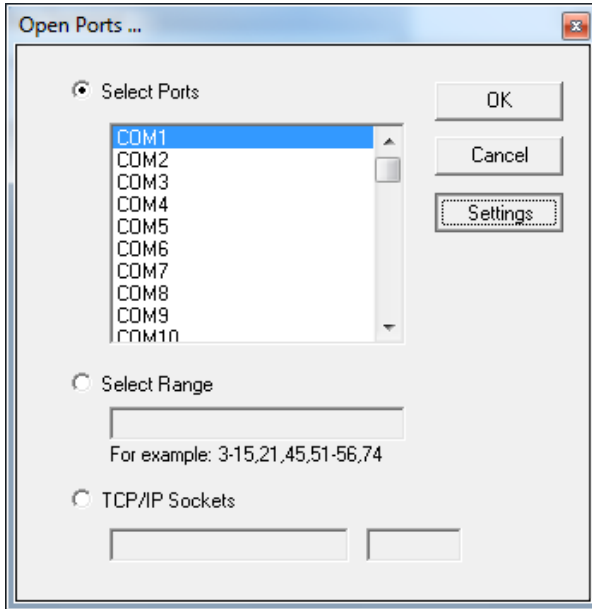 Open Ports ...
Select Ports
OK
COM1
COM2
Cancel
COM3
COM4
Settings
COM5
COM6
COM7
COM8
COM9
COM10
Select Range
For example: 3-15,21,45,51-56,74
TCP/IP Sockets